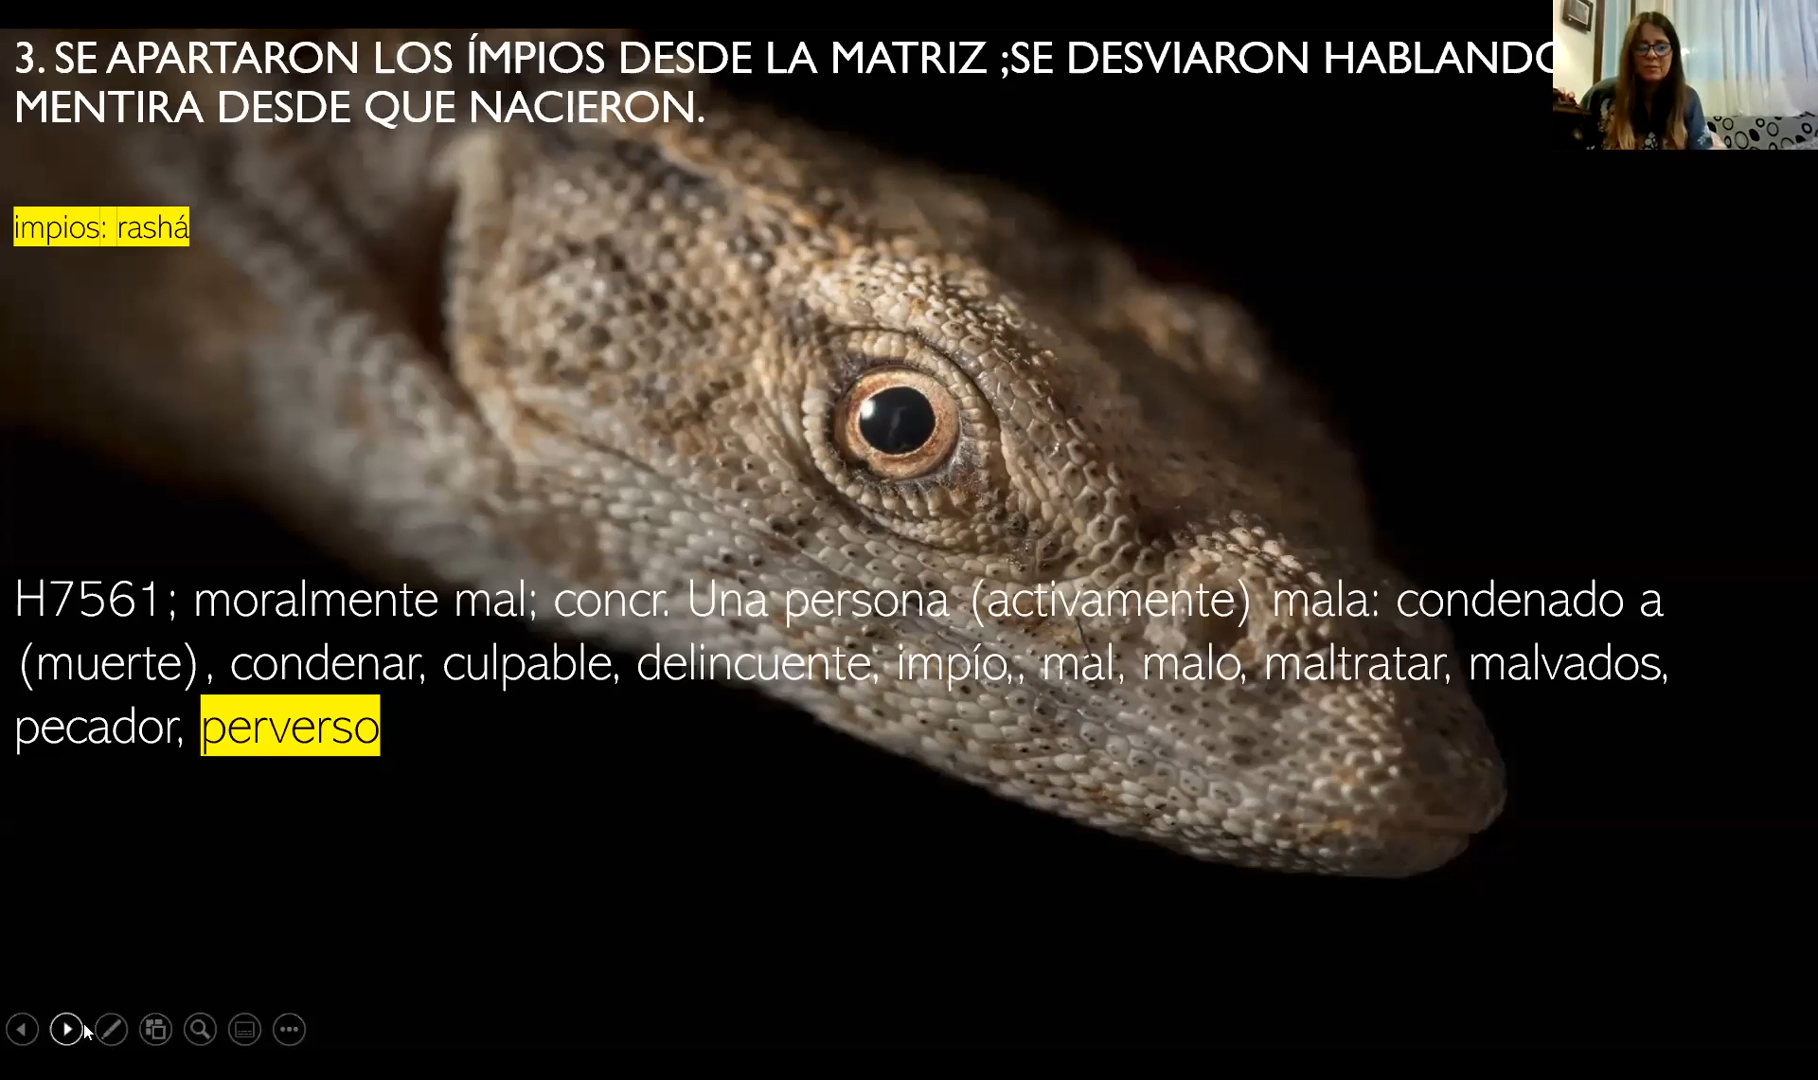 3. SE APARTARON LOS ÍMPIOS DESDE LA MATRIZ ;SE DESVIARON HABLANDO
MENTIRA DESDE QUE NACIERON.
impios: rashá
H7561; moralmente mal; concr. Una persona (activamente) mala: condenado a
(muerte), condenar, culpable, delincuente, impío,, mal, malo, maltratar, malvados,
pecador, perverso